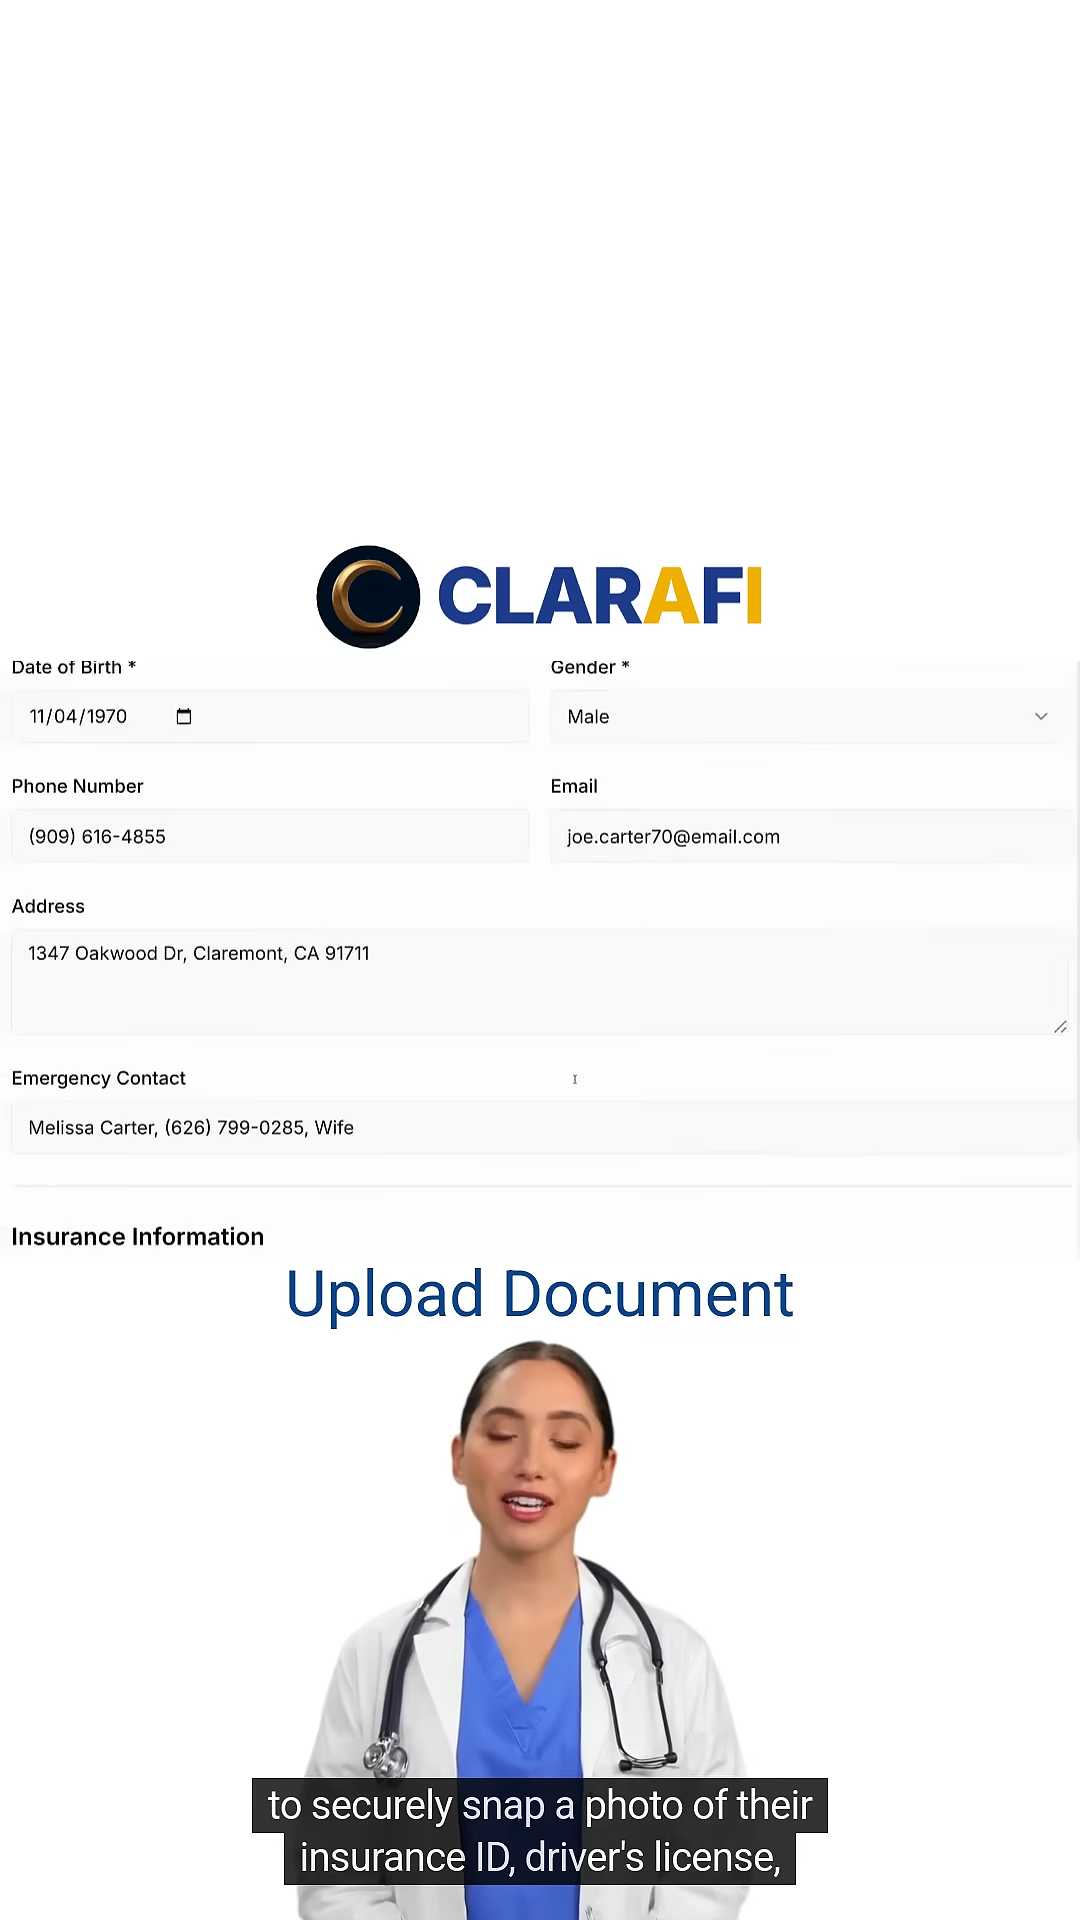 CLARAFI
Date of Birth *
Gender *
11/04/1970
Male
Phone Number
Email
(909) 616-4855
joe.carter70@email.com
Address
1347 Oakwood Dr, Claremont, CA 91711
Emergency Contact
Melissa Carter, (626) 799-0285, Wife
Insurance Information
Upload Document
to securely snap a photo of their
insurance ID, driver's license,